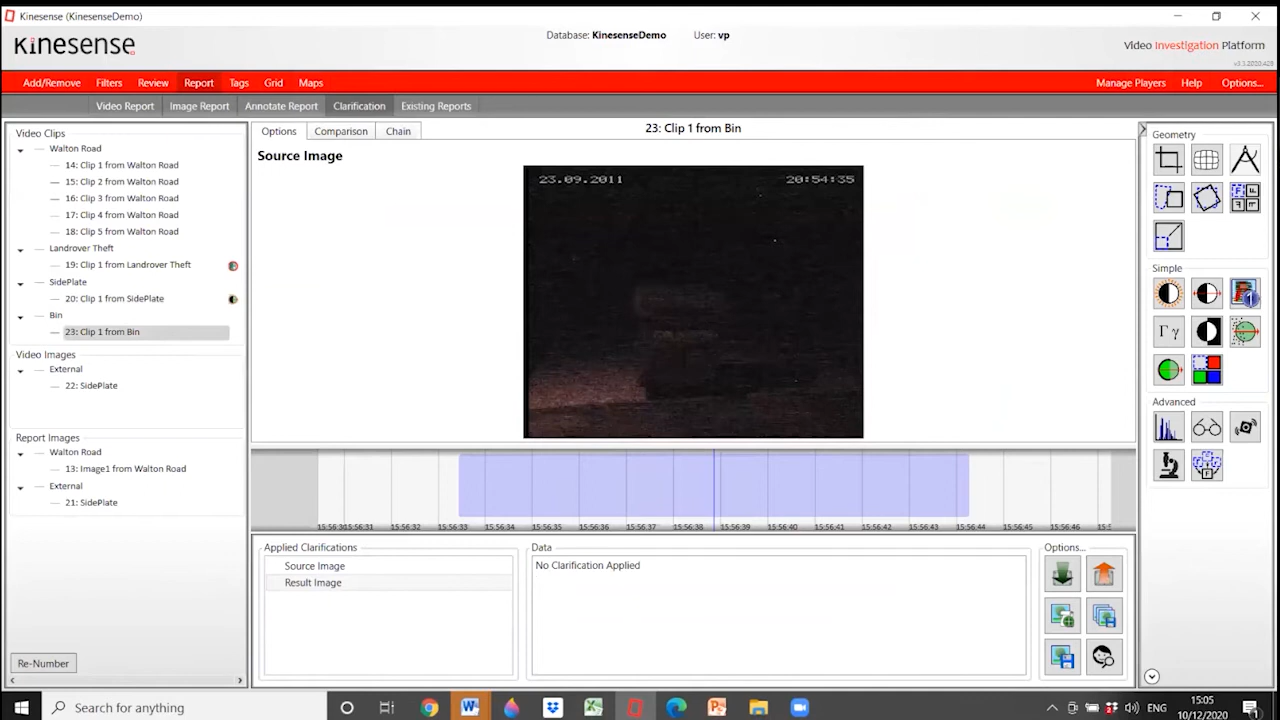 Kinesense (KinesenseDemo)
kinesense
Database: KinesenseDemo User: vp
Video Investigation Platform
Add/Remove Filters Review Report Tags Grid Maps Manage Players Help Options...
Video Report Image Report Annotate Report Clarification Existing Reports
Video Clips
Walton Road
14: Clip 1 from Walton Road
15: Clip 2 from Walton Road
16: Clip 3 from Walton Road
17: Clip 4 from Walton Road
18: Clip 5 from Walton Road
Landrover Theft
19: Clip 1 from Landrover Theft
SidePlate
20: Clip 1 from SidePlate
Bin
23: Clip 1 from Bin
Video Images
External
22: SidePlate
Report Images
Walton Road
13: Image1 from Walton Road
External
21: SidePlate
Re-Number
Options Comparison Chain
23: Clip 1 from Bin
Source Image
23.09.2011 20:54:35
15:56:30 15:56:31 15:56:32 15:56:33 15:56:34 15:56:35 15:56:36 15:56:37 15:56:38 15:56:39 15:56:40 15:56:41 15:56:42 15:56:43 15:56:44 15:56:45 15:56:46
Applied Clarifications
Source Image
Result Image
Data
No Clarification Applied
Options...
Geometry
Simple
Γ γ
Advanced
Search for anything
ENG
15:05
10/12/2020